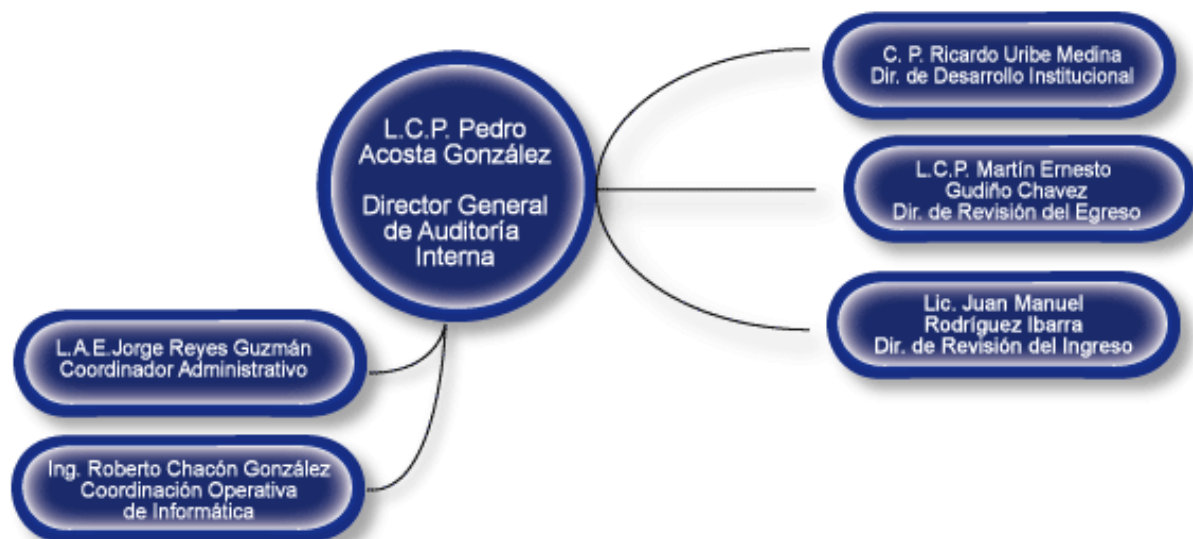 L.C.P. Pedro
Acosta González
Director General
de Auditoría
Interna
C. P. Ricardo Uribe Medina
Dir. de Desarrollo Institucional
L.C.P. Martín Ernesto
Gudiño Chavez
Dir. de Revisión del Egreso
Lic. Juan Manuel
Rodríguez Ibarra
Dir. de Revisión del Ingreso
L.A.E.Jorge Reyes Guzmán
Coordinador Administrativo
Ing. Roberto Chacón González
Coordinación Operativa
de Informática